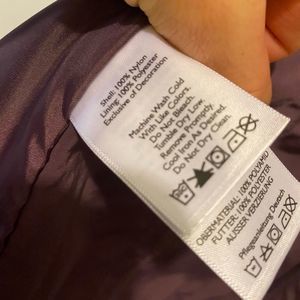 Shell: 100% Nylon
Lining: 100% Polyester
Exclusive of Decoration
Machine Wash Cold
With Like Colors.
Do Not Bleach.
Tumble Dry Low.
Remove Promptly.
Cool Iron As Desired.
Do Not Dry Clean.
OBERMATERIAL: 100% POLYAMID
FUTTER: 100% POLYESTER
AUSSER VERZIERUNG
Pflegeanleitung Deutsch